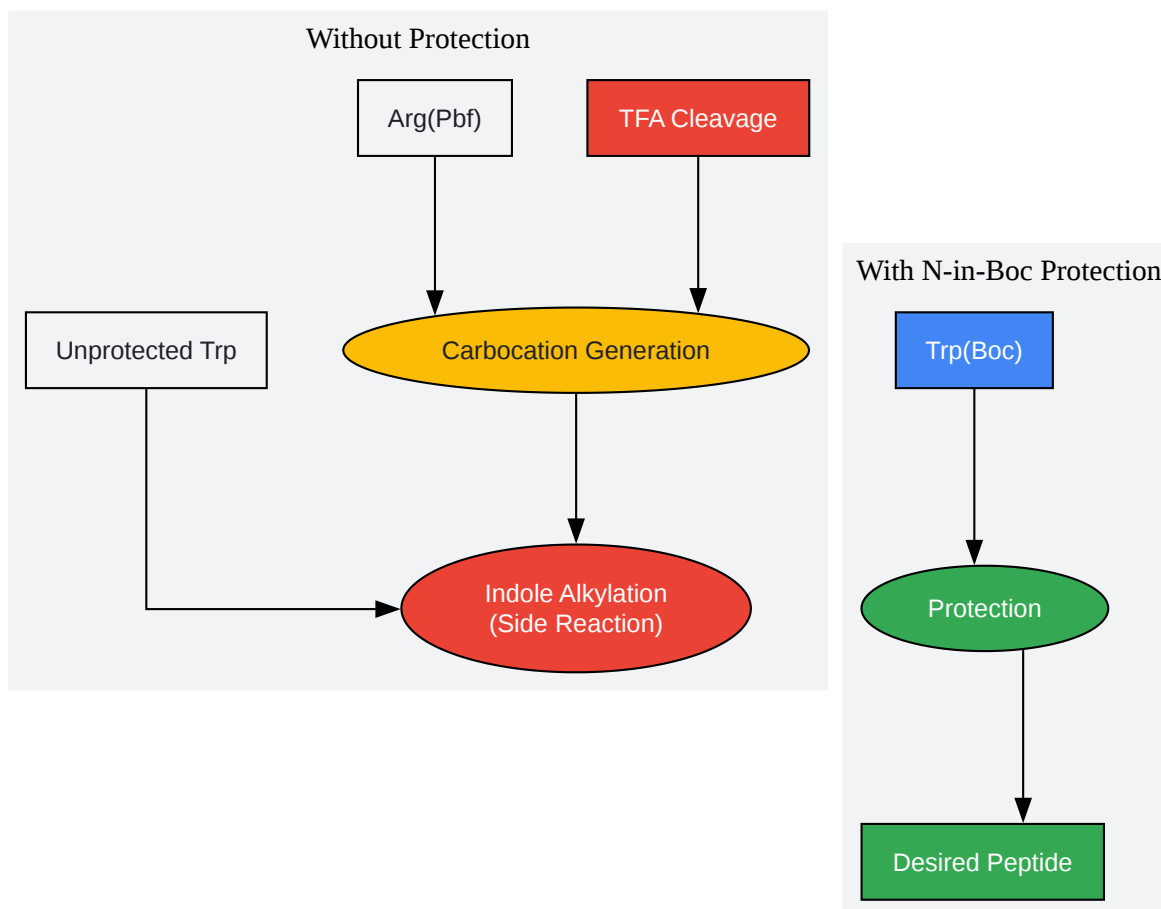 Without Protection
Arg(Pbf)
TFA Cleavage
Unprotected Trp
Carbocation Generation
Indole Alkylation
(Side Reaction)
With N-in-Boc Protection
Trp(Boc)
Protection
Desired Peptide